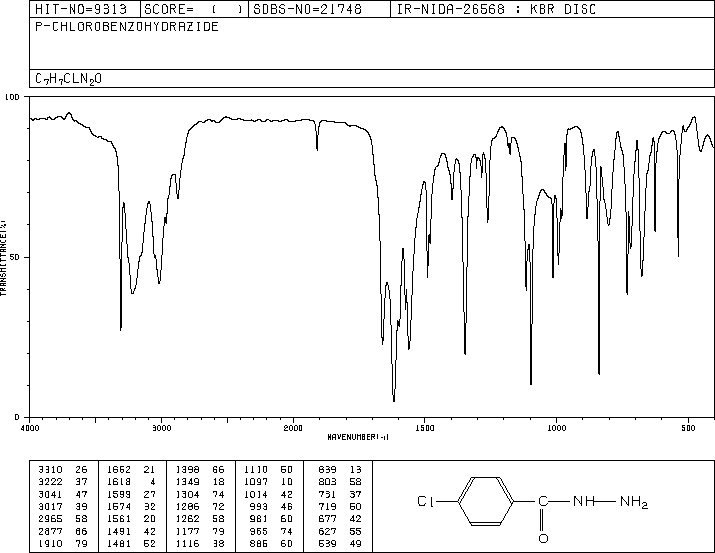 HIT-NO=9313 SCORE= ( ) SDBS-NO=21748 IR-NIDA-26568 : KBR DISC
P-CHLOROBENZOHYDRAZIDE
C7H7CLN2O
100
50
0
TRANSMITTANCE(%)
4000 3000 2000 1500 1000 500
WAVENUMBER(-1)
3310 26 1662 21 1398 66 1110 50 839 13
3222 37 1618 4 1349 18 1097 10 803 58
3041 47 1599 27 1304 74 1014 42 731 37
3017 39 1574 32 1286 72 993 46 719 50
2965 58 1561 20 1262 58 981 60 677 42
2877 66 1491 42 1177 79 965 74 627 55
1910 79 1481 52 1116 38 886 60 539 49
Cl C NH NH2
O